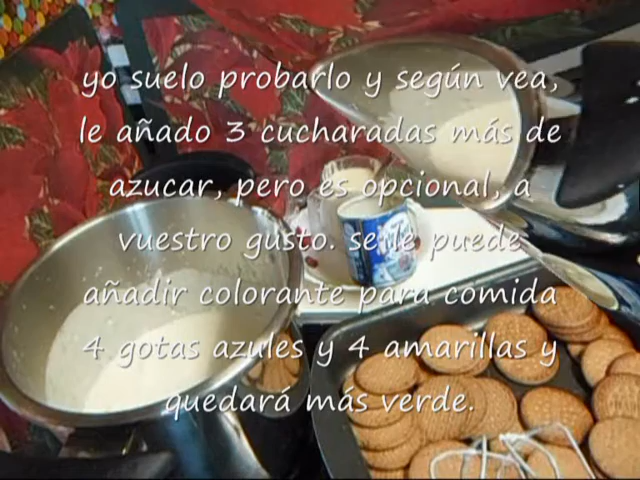 yo suelo probarlo y según vea,
le añado 3 cucharadas más de
azucar, pero es opcional, a
vuestro gusto. se le puede
añadir colorante para comida
4 gotas azules y 4 amarillas y
quedará más verde.